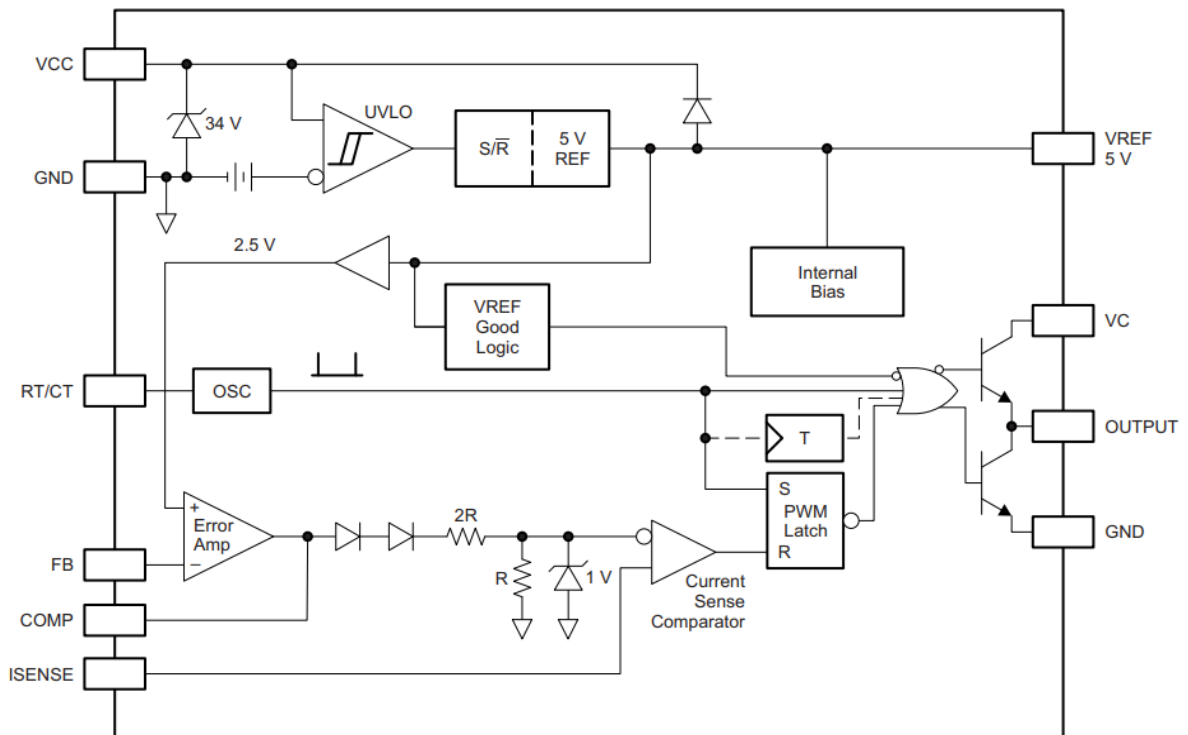 VCC
UVLO
34 V
S/R̅
5 V
REF
VREF
5 V
GND
2.5 V
Internal
Bias
VREF
Good
Logic
VC
RT/CT
OSC
T
OUTPUT
S
PWM
Latch
R
+
Error
Amp
−
2R
R
1 V
Current
Sense
Comparator
GND
FB
COMP
ISENSE